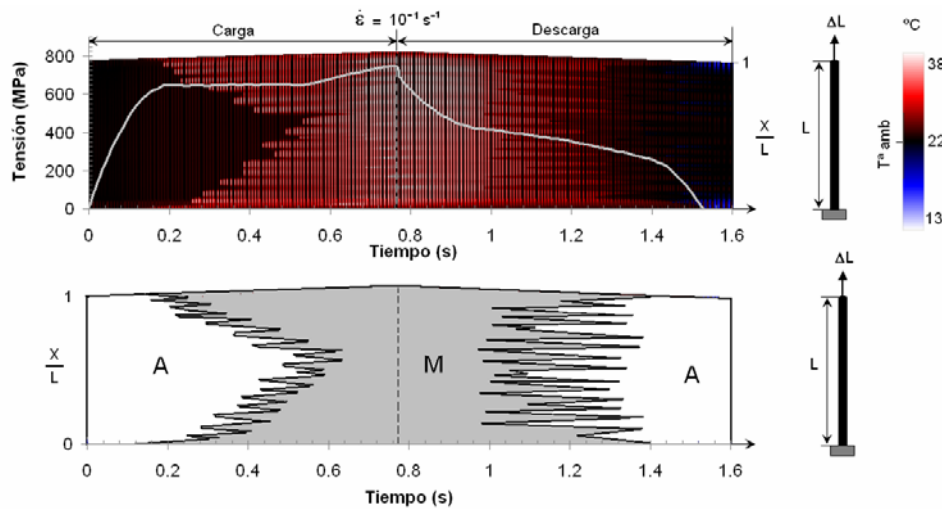 ε̇ = 10⁻¹ s⁻¹
Carga
Descarga
Tensión (MPa)
800
600
400
200
0
1
X
L
0
0.2
0.4
0.6
0.8
1
1.2
1.4
1.6
Tiempo (s)
ΔL
L
ºC
38
22
13
Tª amb
1
X
L
0
A
M
A
0
0.2
0.4
0.6
0.8
1
1.2
1.4
1.6
Tiempo (s)
ΔL
L